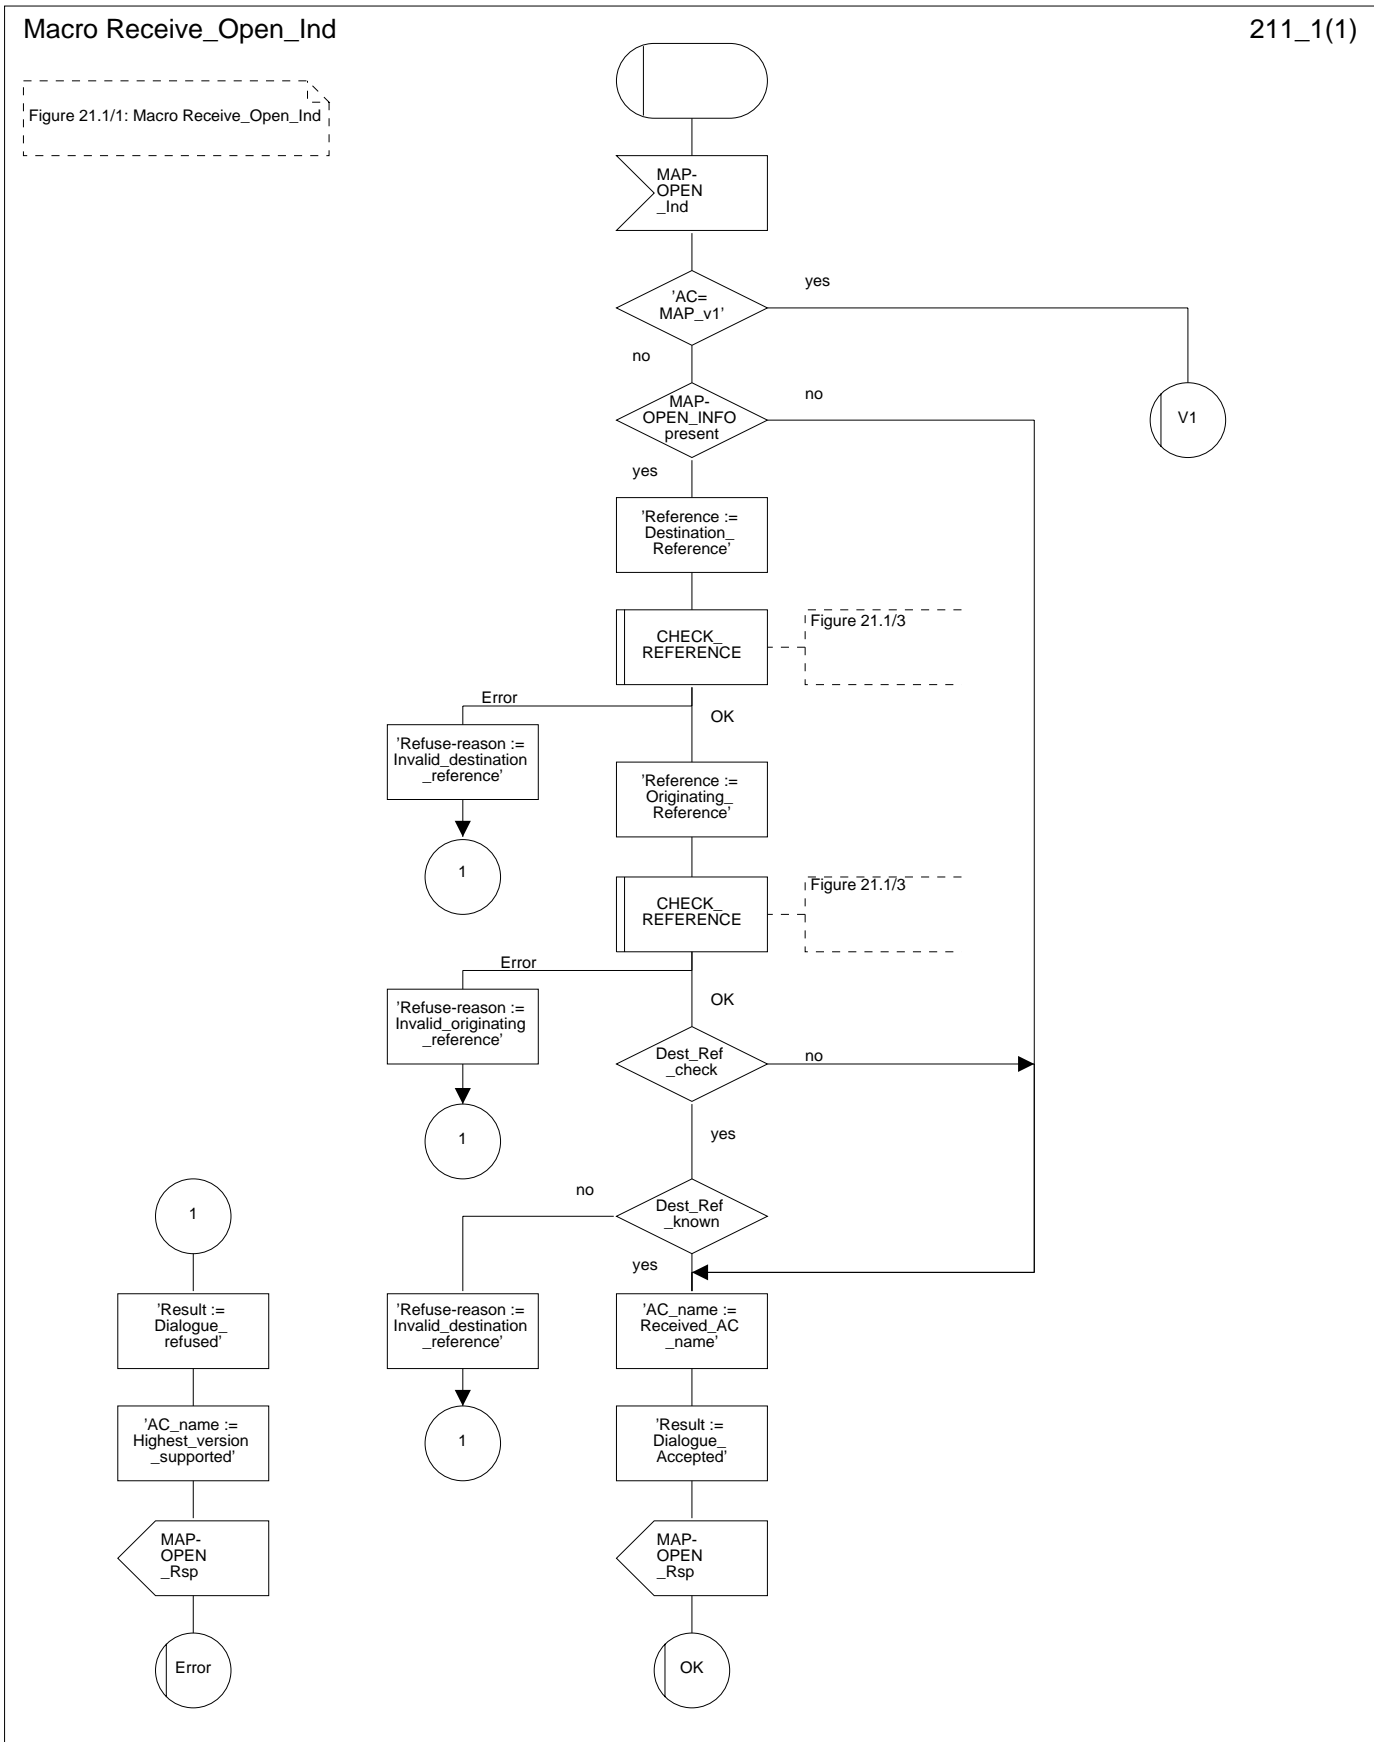 Macro Receive_Open_Ind
211_1(1)
Figure 21.1/1: Macro Receive_Open_Ind
MAP-
OPEN
_Ind
'AC=
MAP_v1'
yes
no
MAP-
OPEN_INFO
present
no
V1
yes
'Reference :=
Destination_
Reference'
CHECK_
REFERENCE
Figure 21.1/3
Error
OK
'Refuse-reason :=
Invalid_destination
_reference'
'Reference :=
Originating_
Reference'
1
CHECK_
REFERENCE
Figure 21.1/3
Error
OK
'Refuse-reason :=
Invalid_originating
_reference'
Dest_Ref
_check
no
1
yes
no
Dest_Ref
_known
1
yes
'Result :=
Dialogue_
refused'
'Refuse-reason :=
Invalid_destination
_reference'
'AC_name :=
Received_AC
_name'
'AC_name :=
Highest_version
_supported'
1
'Result :=
Dialogue_
Accepted'
MAP-
OPEN
_Rsp
MAP-
OPEN
_Rsp
Error
OK